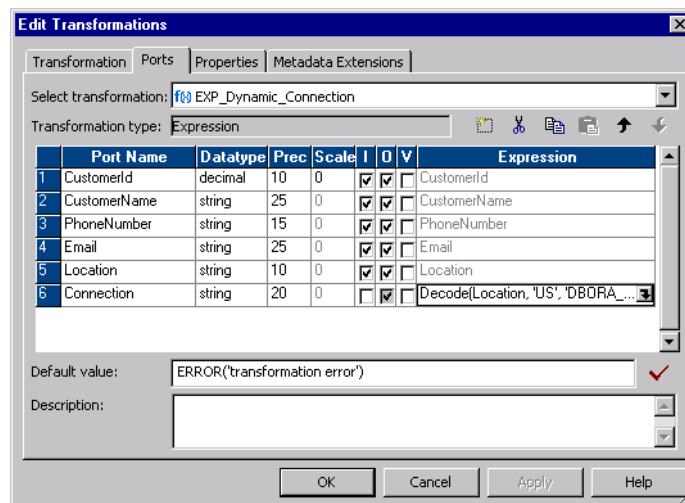 Edit Transformations
Transformation Ports Properties Metadata Extensions
Select transformation: f(x) EXP_Dynamic_Connection
Transformation type: Expression
Port Name Datatype Prec Scale I O V Expression
1 CustomerId decimal 10 0 CustomerId
2 CustomerName string 25 0 CustomerName
3 PhoneNumber string 15 0 PhoneNumber
4 Email string 25 0 Email
5 Location string 10 0 Location
6 Connection string 20 0 Decode(Location, 'US', 'DBORA_...
Default value: ERROR('transformation error')
Description:
OK Cancel Apply Help